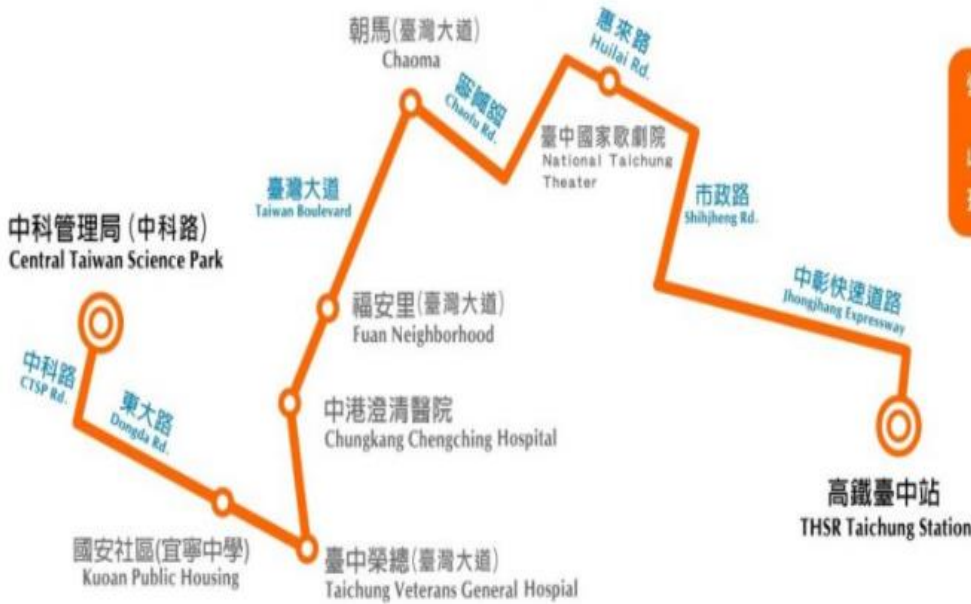 朝馬(臺灣大道)
Chaoma
惠來路
Huilai Rd.
朝富路
Chaofu Rd.
臺中國家歌劇院
National Taichung
Theater
臺灣大道
Taiwan Boulevard
市政路
Shihjheng Rd.
中科管理局(中科路)
Central Taiwan Science Park
中彰快速道路
Jhongjhang Expressway
福安里(臺灣大道)
Fuan Neighborhood
中科路
CTSP Rd.
東大路
Dongda Rd.
中港澄清醫院
Chungkang Chengching Hospital
高鐵臺中站
THSR Taichung Station
國安社區(宜寧中學)
Kuoan Public Housing
臺中榮總(臺灣大道)
Taichung Veterans General Hospial